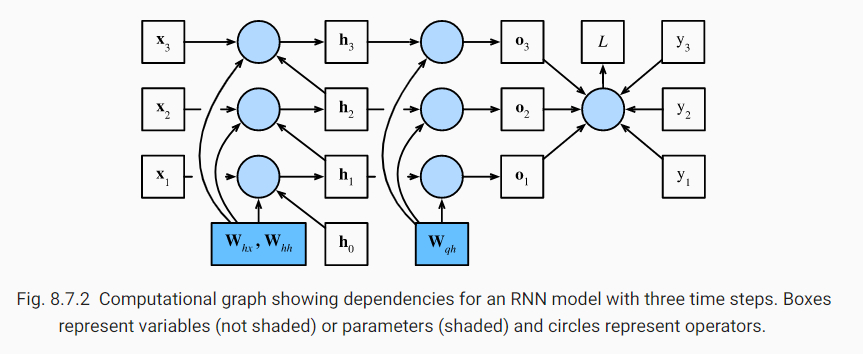 x3 h3 o3 L y3
x2 h2 o2 y2
x1 h1 o1 y1
Whx, Whh h0 Wqh
Fig. 8.7.2 Computational graph showing dependencies for an RNN model with three time steps. Boxes
represent variables (not shaded) or parameters (shaded) and circles represent operators.